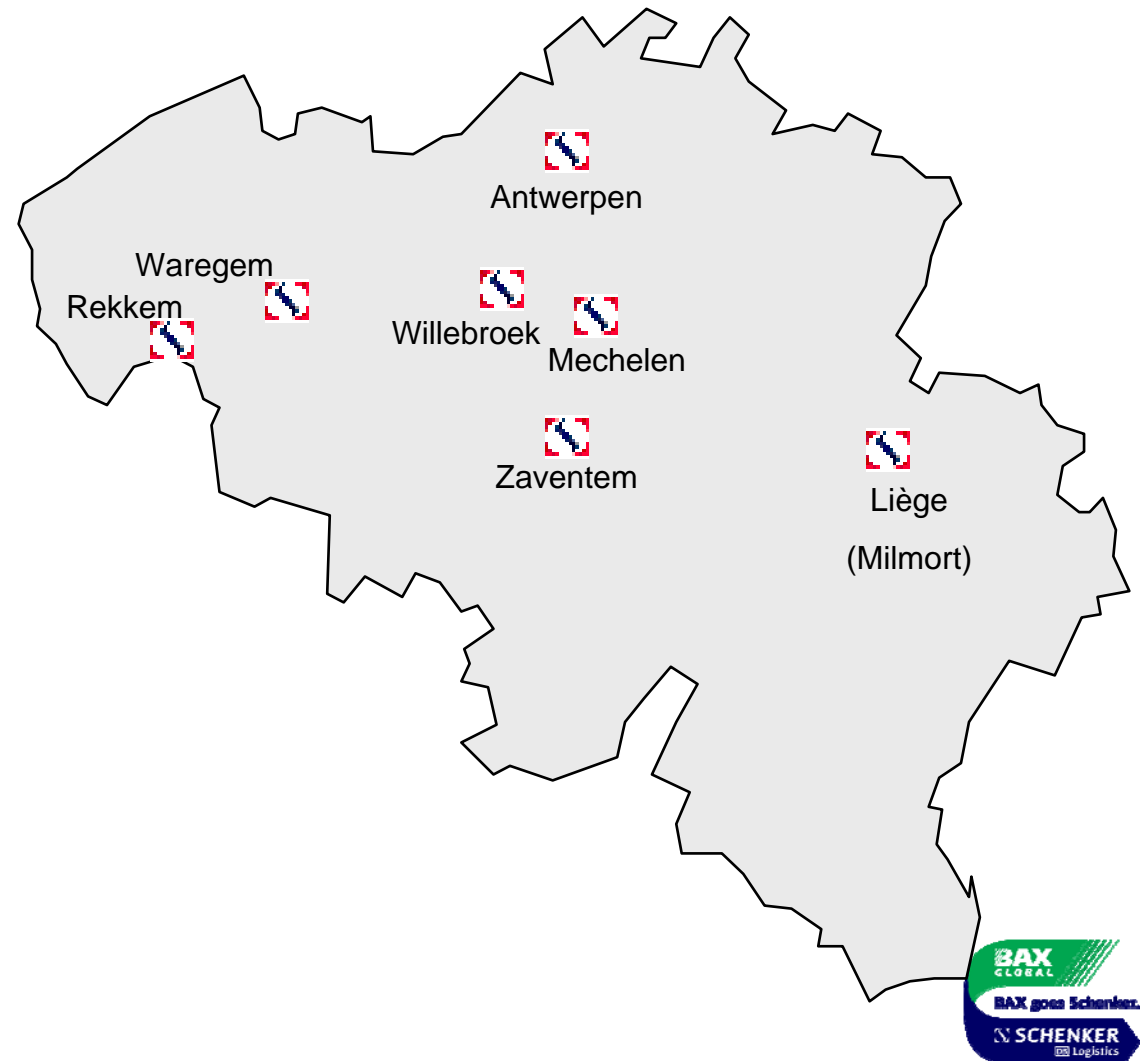 Antwerpen
Waregem
Rekkem
Willebroek
Mechelen
Zaventem
Liège
(Milmort)
BAX
GLOBAL
BAX goes Schenker.
SCHENKER
DB Logistics